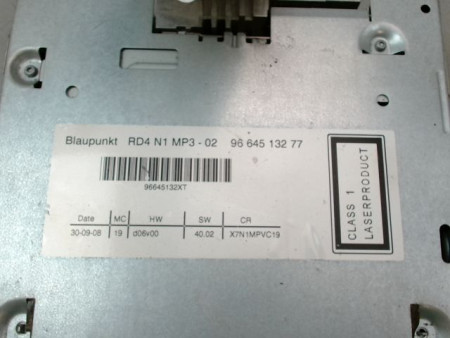 Blaupunkt RD4 N1 MP3 - 02 96 645 132 77
96645132XT
Date MC HW SW CR
30-09-08 19 d06v00 40.02 X7N1MPVC19
CLASS 1
LASERPRODUCT